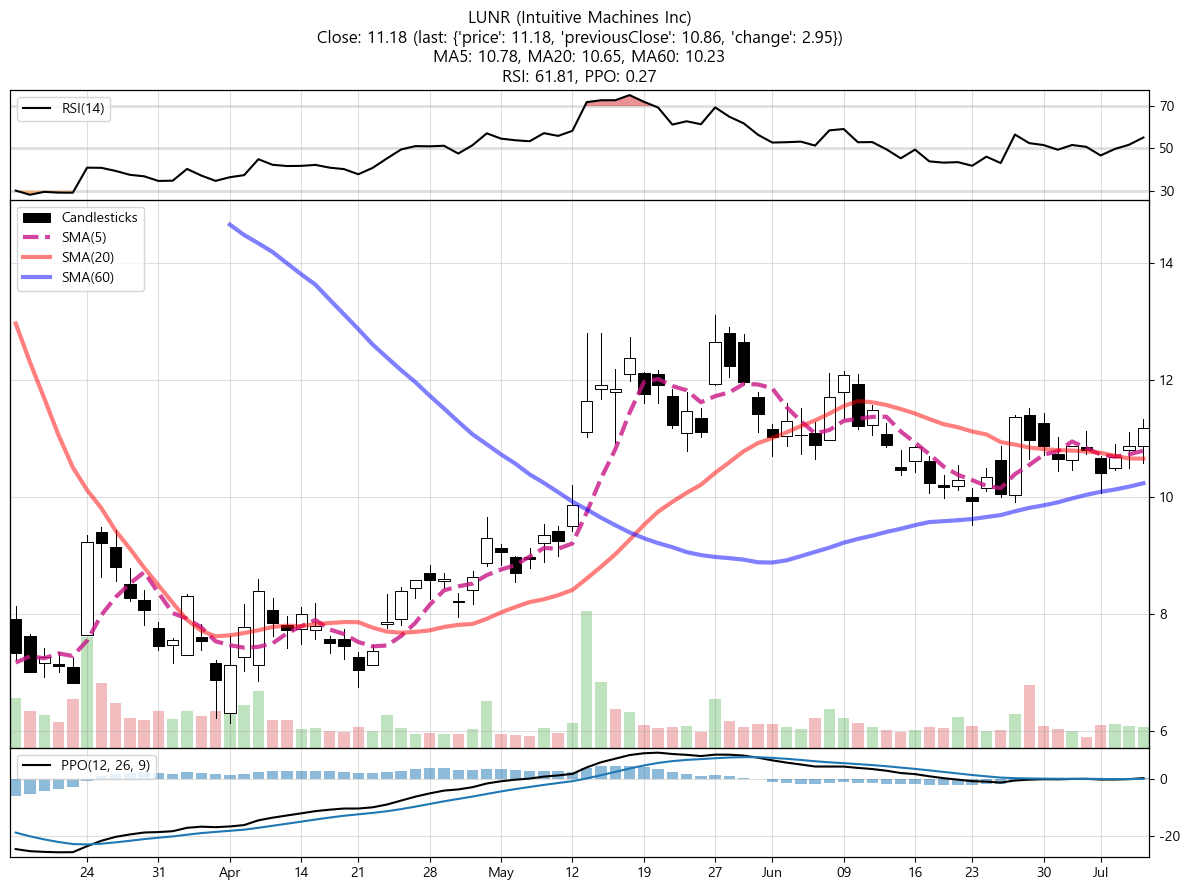 LUNR (Intuitive Machines Inc)
Close: 11.18 (last: {'price': 11.18, 'previousClose': 10.86, 'change': 2.95})
MA5: 10.78, MA20: 10.65, MA60: 10.23
RSI: 61.81, PPO: 0.27
RSI(14)
70
50
30
Candlesticks
SMA(5)
SMA(20)
SMA(60)
14
12
10
8
6
PPO(12, 26, 9)
0
-20
24 31 Apr 14 21 28 May 12 19 27 Jun 09 16 23 30 Jul